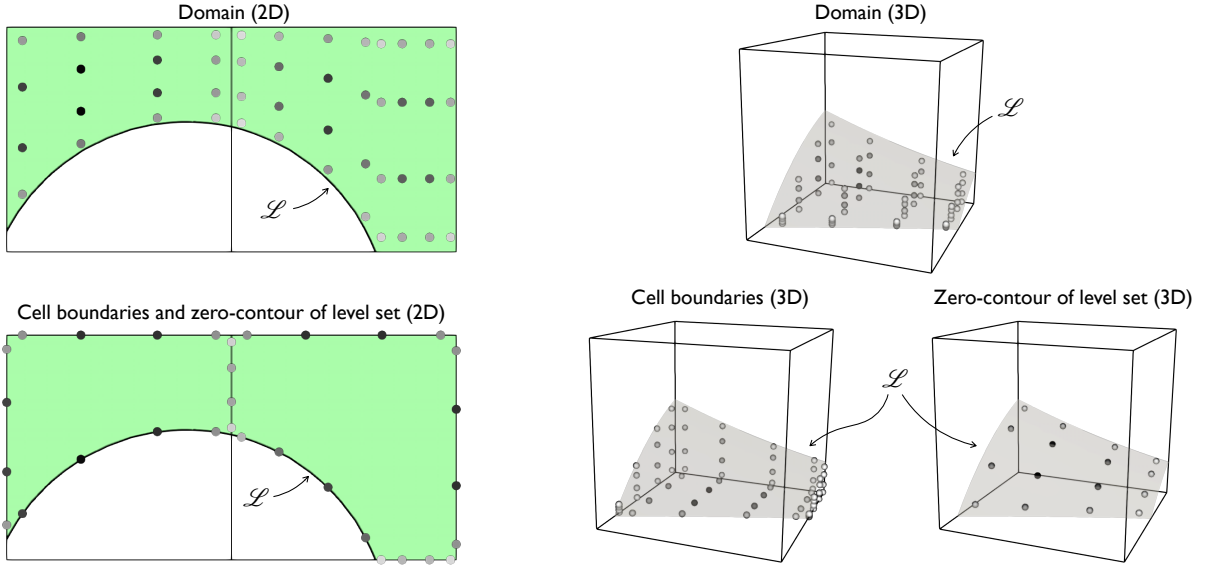 Domain (2D)
Domain (3D)
ℒ
ℒ
Cell boundaries and zero-contour of level set (2D)
Cell boundaries (3D)
Zero-contour of level set (3D)
ℒ
ℒ